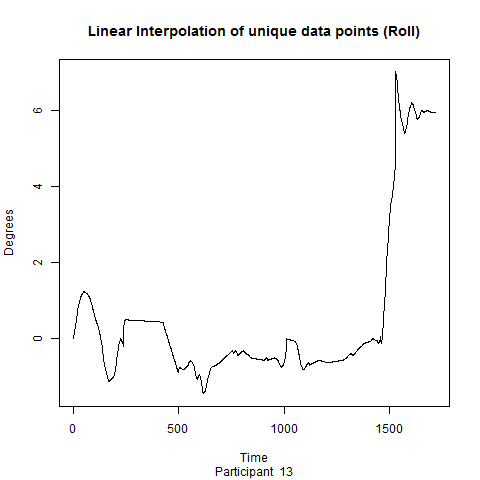 Linear Interpolation of unique data points (Roll)
Degrees
6
4
2
0
0 500 1000 1500
Time
Participant 13